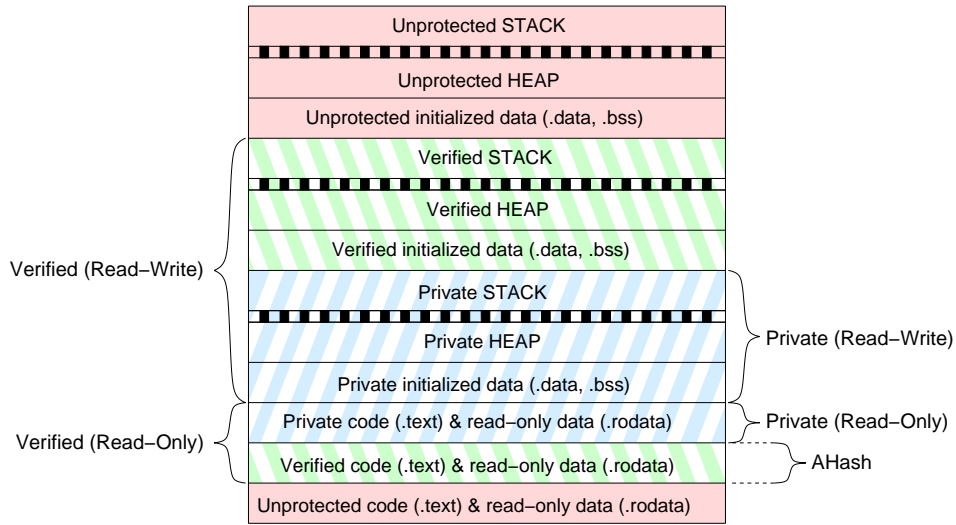 Unprotected STACK
Unprotected HEAP
Unprotected initialized data (.data, .bss)
Verified STACK
Verified HEAP
Verified initialized data (.data, .bss)
Verified (Read−Write)
Private STACK
Private HEAP
Private (Read−Write)
Private initialized data (.data, .bss)
Private code (.text) & read−only data (.rodata)
Private (Read−Only)
Verified (Read−Only)
Verified code (.text) & read−only data (.rodata)
AHash
Unprotected code (.text) & read−only data (.rodata)